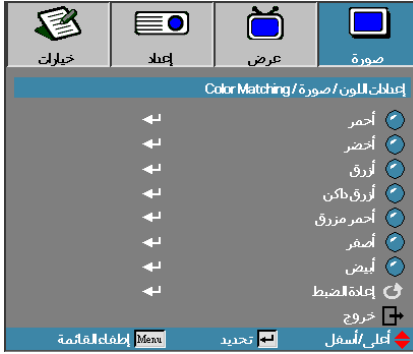 صورة عرض إعداد خيارات
إعدادات اللون / صورة / Color Matching
أحمر
أخضر
أزرق
أزرق داكن
أحمر مزرق
أصفر
أبيض
إعادة الضبط
خروج
أعلى/أسفل تحديد Menu إطفاء القائمة